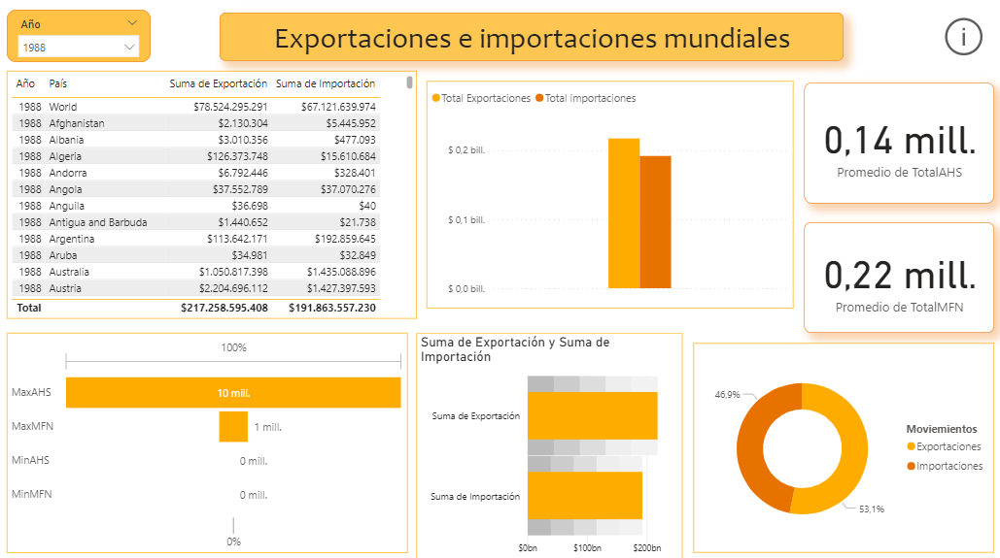 Año
1988
Exportaciones e importaciones mundiales
i
Año País Suma de Exportación Suma de Importación
1988 World $78.524.295.291 $67.121.639.974
1988 Afghanistan $2.130.304 $5.445.952
1988 Albania $3.010.356 $477.093
1988 Algeria $126.373.748 $15.610.684
1988 Andorra $6.792.446 $328.401
1988 Angola $37.552.789 $37.070.276
1988 Anguila $36.698 $40
1988 Antigua and Barbuda $1.440.652 $21.738
1988 Argentina $113.642.171 $192.859.645
1988 Aruba $34.981 $32.849
1988 Australia $1.050.817.398 $1.435.088.896
1988 Austria $2.204.696.112 $1.427.397.593
Total $217.258.595.408 $191.863.557.230
Total Exportaciones Total importaciones
$ 0,2 bill.
$ 0,1 bill.
$ 0,0 bill.
0,14 mill.
Promedio de TotalAHS
0,22 mill.
Promedio de TotalMFN
100%
MaxAHS 10 mill.
MaxMFN 1 mill.
MinAHS 0 mill.
MinMFN 0 mill.
0%
Suma de Exportación y Suma de
Importación
Suma de Exportación
Suma de Importación
$0bn $100bn $200bn
46,9%
53,1%
Moviemientos
Exportaciones
Importaciones